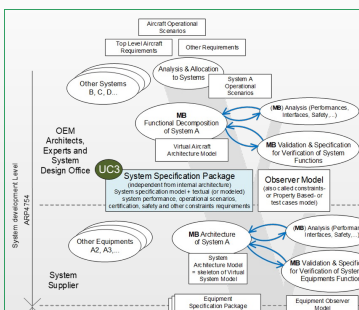 Aircraft Operational
Scenarios
Top Level Aircraft
Requirements
Other Requirements
Analysis & Allocation
to Systems
Other Systems
B, C, D...
System A
Operational
Scenarios
MB
Functional Decomposition
of System A
(MB) Analysis (Performances,
Interfaces, Safety,...)
OEM
Architects,
Experts and
System
Design Office
Virtual Aircraft
Architecture Model
MB Validation & Specification
for Verification of System
Functions
UC3
System Specification Package
(independent from internal architecture)
System specification model + textual (or modeled)
system performance, operational scenarios,
certification, safety and other constraints requirements
Observer Model
(also called constraints-
or Property Based- or
test cases model)
System development Level
ARP4754
Other Equipments
A2, A3,...
MB Architecture
of System A
(MB) Analysis (Performances
Interfaces, Safety,...)
System
Supplier
System
Architecture Model
= skeleton of Virtual
System Model
MB Validation & Specific
for Verification of System
Equipments Function
Equipment
Specification Package
Equipment Observer
Model